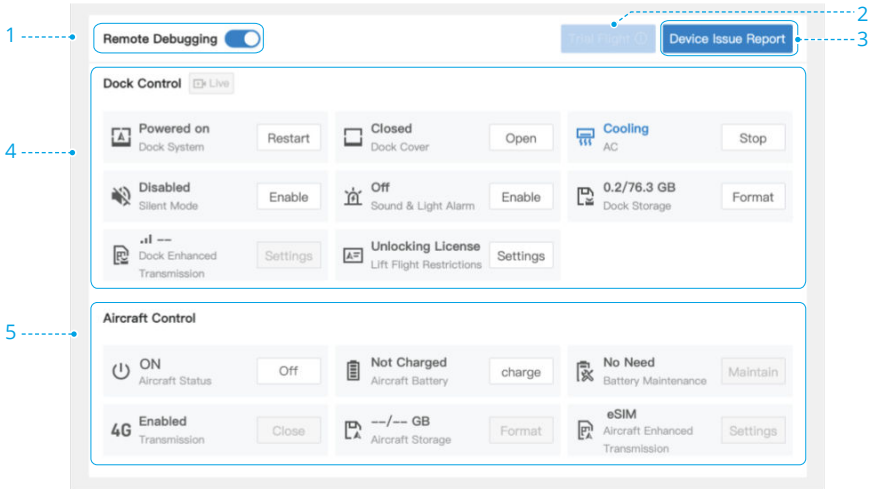 1
2
3
4
5
Remote Debugging
Trial Flight
Device Issue Report
Dock Control
Live
Powered on
Dock System
Restart
Closed
Dock Cover
Open
Cooling
AC
Stop
Disabled
Silent Mode
Enable
Off
Sound & Light Alarm
Enable
0.2/76.3 GB
Dock Storage
Format
--
Dock Enhanced
Transmission
Settings
Unlocking License
Lift Flight Restrictions
Settings
Aircraft Control
ON
Aircraft Status
Off
Not Charged
Aircraft Battery
charge
No Need
Battery Maintenance
Maintain
4G
Enabled
Transmission
Close
--/-- GB
Aircraft Storage
Format
eSIM
Aircraft Enhanced
Transmission
Settings